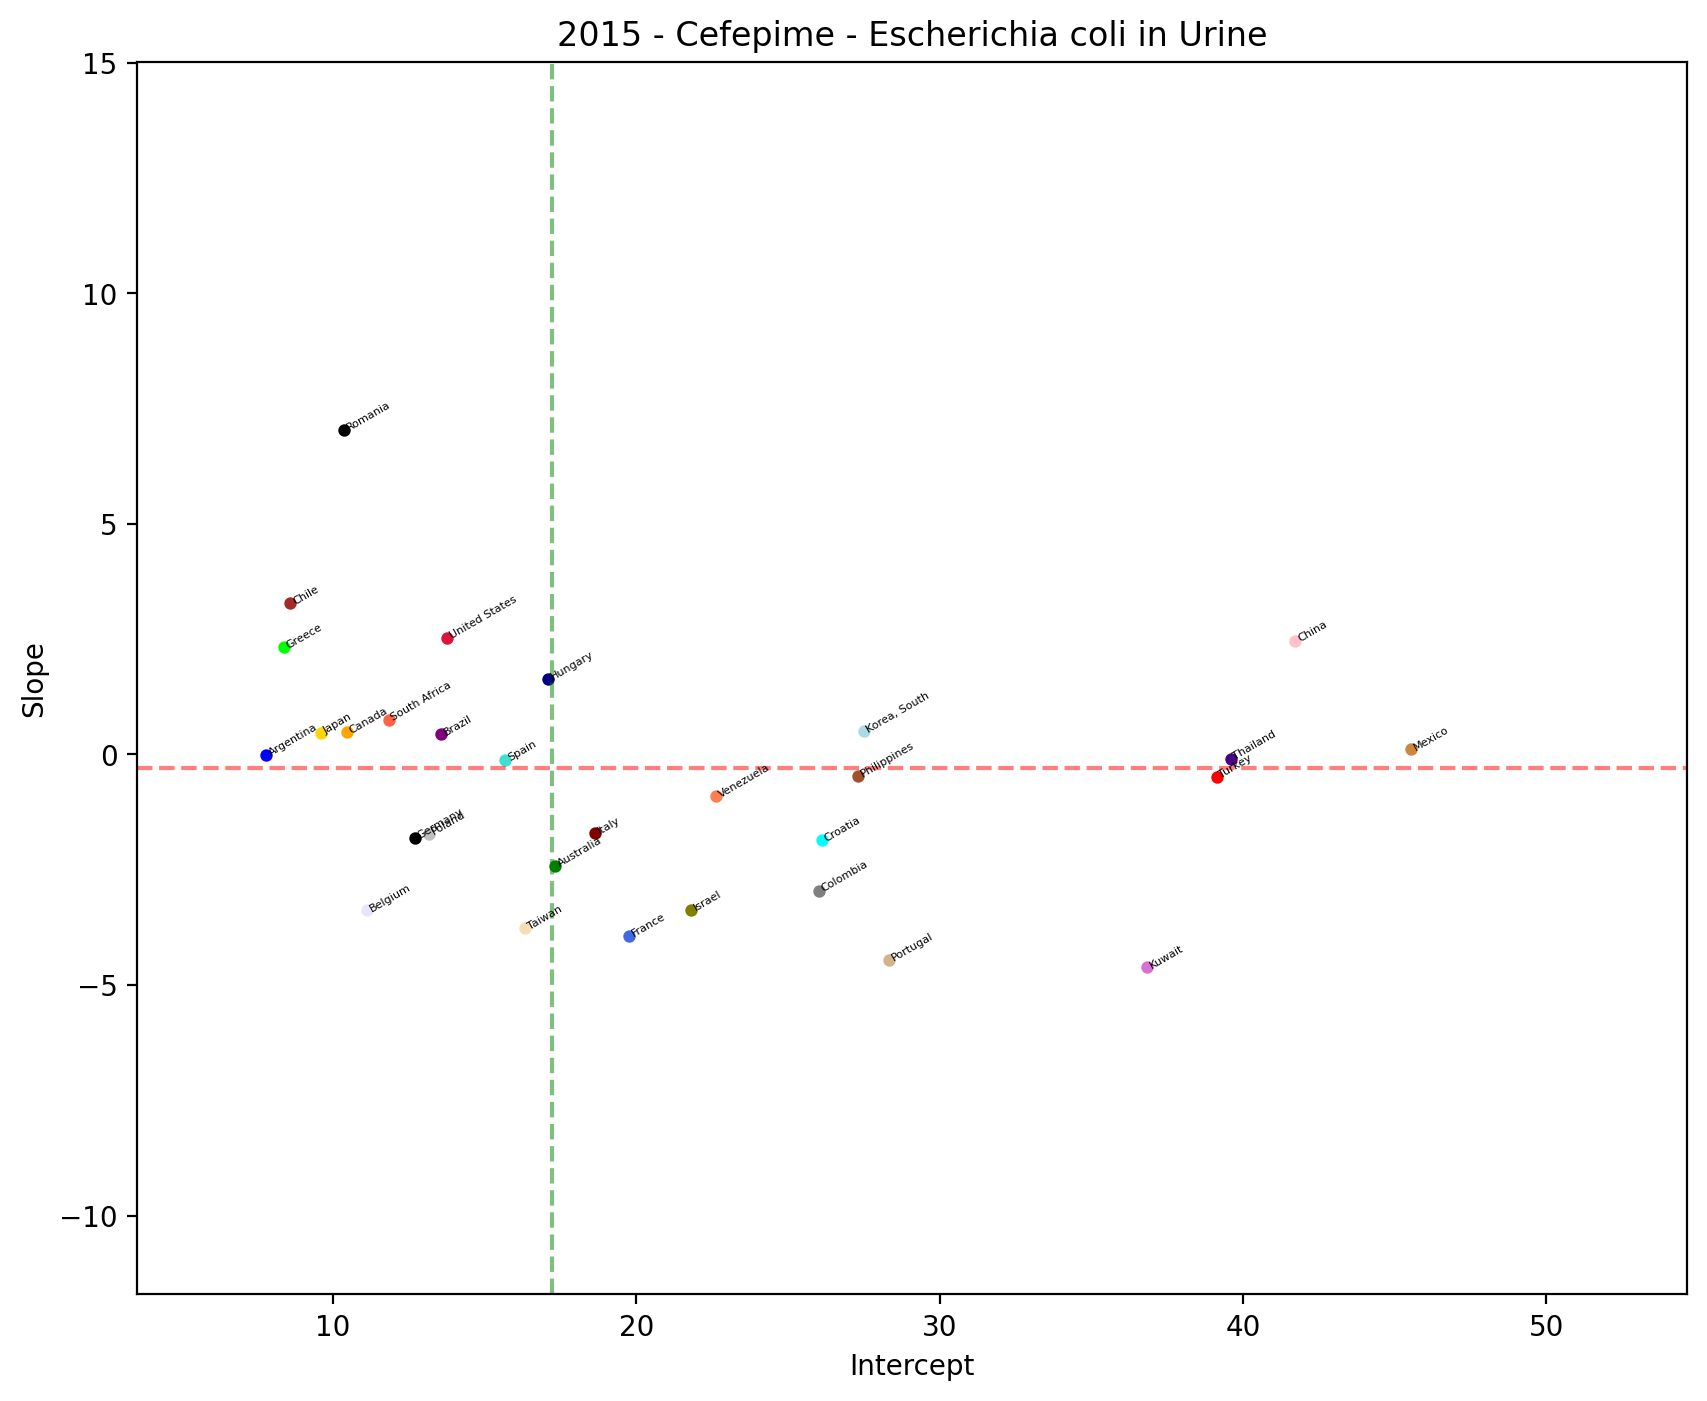 2015 - Cefepime - Escherichia coli in Urine
15
10
5
0
−5
−10
Slope
Romania
Chile
Greece
United States
China
Hungary
South Africa
Korea, South
Japan
Canada
Brazil
Argentina
Spain
Mexico
Thailand
Philippines
Turkey
Venezuela
Germany
Poland
Italy
Croatia
Australia
Colombia
Belgium
Israel
Taiwan
France
Portugal
Kuwait
10
20
30
40
50
Intercept